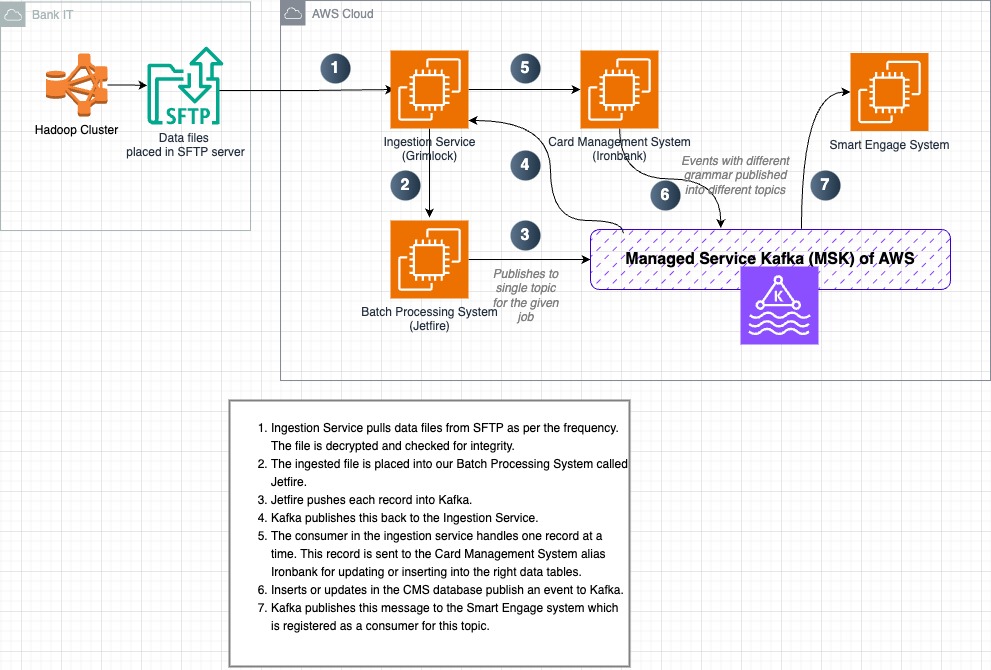 Bank IT
AWS Cloud
1
5
Hadoop Cluster
SFTP
Data files
placed in SFTP server
Ingestion Service
(Grimlock)
Card Management System
(Ironbank)
Smart Engage System
Events with different
grammar published
into different topics
2
4
6
7
3
Managed Service Kafka (MSK) of AWS
K
Publishes to
single topic
for the given
job
Batch Processing System
(Jetfire)
1. Ingestion Service pulls data files from SFTP as per the frequency.
The file is decrypted and checked for integrity.
2. The ingested file is placed into our Batch Processing System called
Jetfire.
3. Jetfire pushes each record into Kafka.
4. Kafka publishes this back to the Ingestion Service.
5. The consumer in the ingestion service handles one record at a
time. This record is sent to the Card Management System alias
Ironbank for updating or inserting into the right data tables.
6. Inserts or updates in the CMS database publish an event to Kafka.
7. Kafka publishes this message to the Smart Engage system which
is registered as a consumer for this topic.